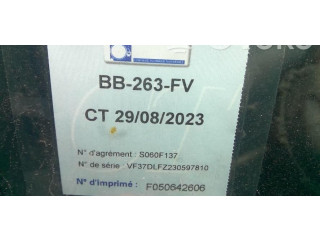 BB-263-FV
CT 29/08/2023
N° d'agrément : S060F137
N° de série : VF37DLFZ230597810
N° d'Imprimé : F050642606